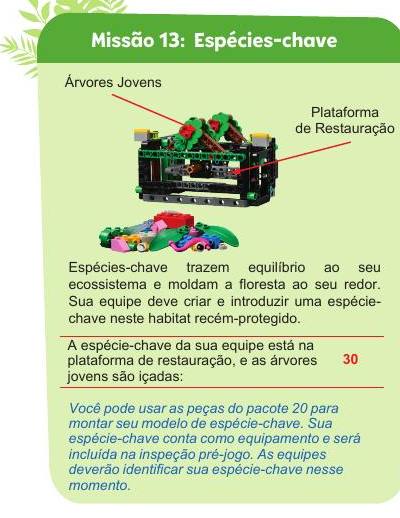 Missão 13: Espécies-chave
Árvores Jovens
Plataforma
de Restauração
Espécies-chave trazem equilíbrio ao seu
ecossistema e moldam a floresta ao seu redor.
Sua equipe deve criar e introduzir uma espécie-
chave neste habitat recém-protegido.
A espécie-chave da sua equipe está na
plataforma de restauração, e as árvores
jovens são içadas:
30
Você pode usar as peças do pacote 20 para
montar seu modelo de espécie-chave. Sua
espécie-chave conta como equipamento e será
incluída na inspeção pré-jogo. As equipes
deverão identificar sua espécie-chave nesse
momento.